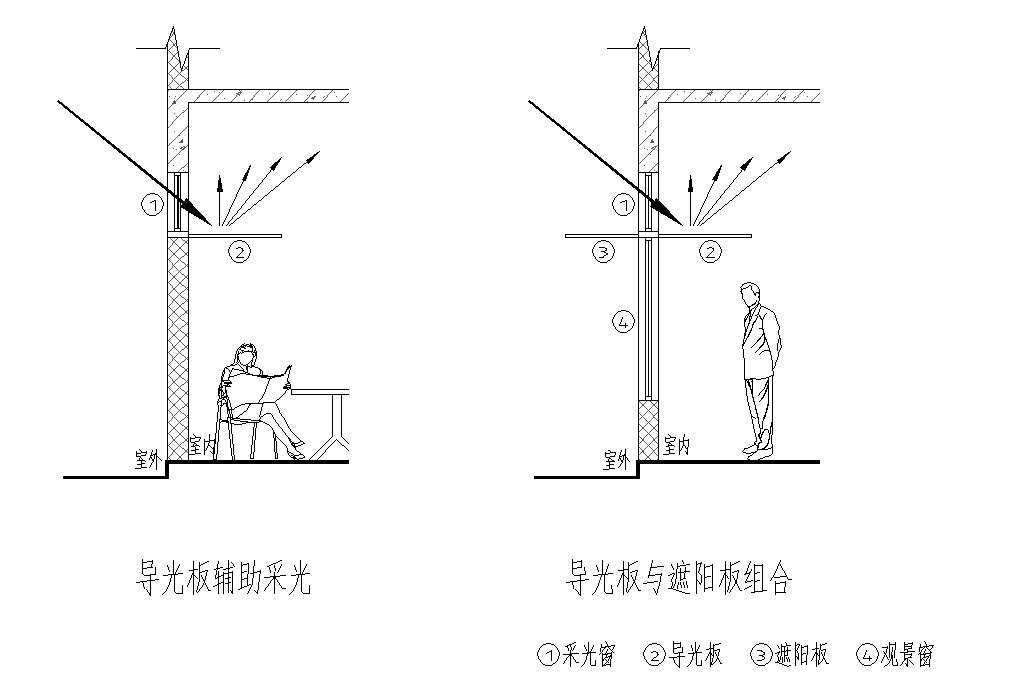 ①
②
室外
室内
导光板辅助采光
①
③
②
④
室外
室内
导光板与遮阳板组合
①采光窗 ②导光板 ③遮阳板 ④观景窗